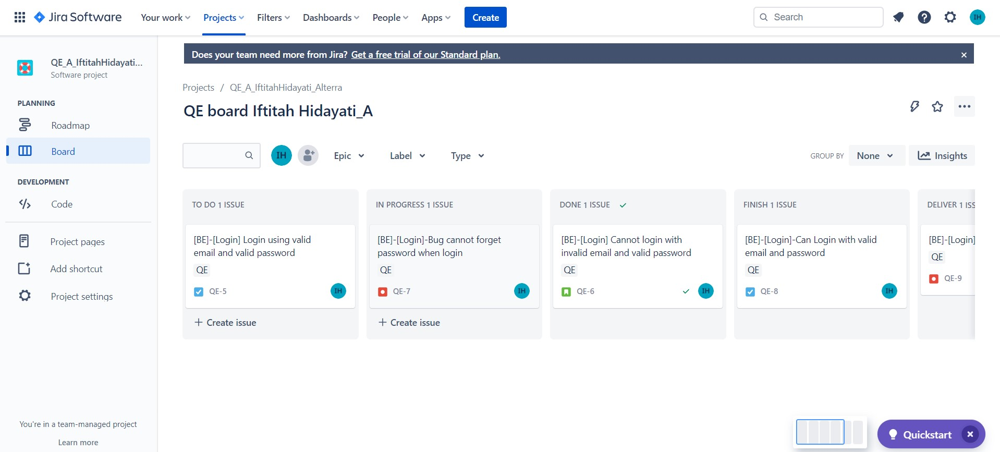 Jira Software
Your work
Projects
Filters
Dashboards
People
Apps
Create
Search
IH
QE_A_IftitahHidayati...
Software project
PLANNING
Roadmap
Board
DEVELOPMENT
Code
Project pages
Add shortcut
Project settings
You're in a team-managed project
Learn more
Does your team need more from Jira? Get a free trial of our Standard plan.
Projects / QE_A_IftitahHidayati_Alterra
QE board Iftitah Hidayati_A
IH
Epic
Label
Type
GROUP BY
None
Insights
TO DO 1 ISSUE
[BE]-[Login] Login using valid
email and valid password
QE
QE-5
IH
+ Create issue
IN PROGRESS 1 ISSUE
[BE]-[Login]-Bug cannot forget
password when login
QE
QE-7
IH
+ Create issue
DONE 1 ISSUE
[BE]-[Login] Cannot login with
invalid email and valid password
QE
QE-6
IH
FINISH 1 ISSUE
[BE]-[Login]-Can Login with valid
email and password
QE
QE-8
IH
DELIVER 1 ISS
[BE]-[Login]
QE
QE-9
Quickstart